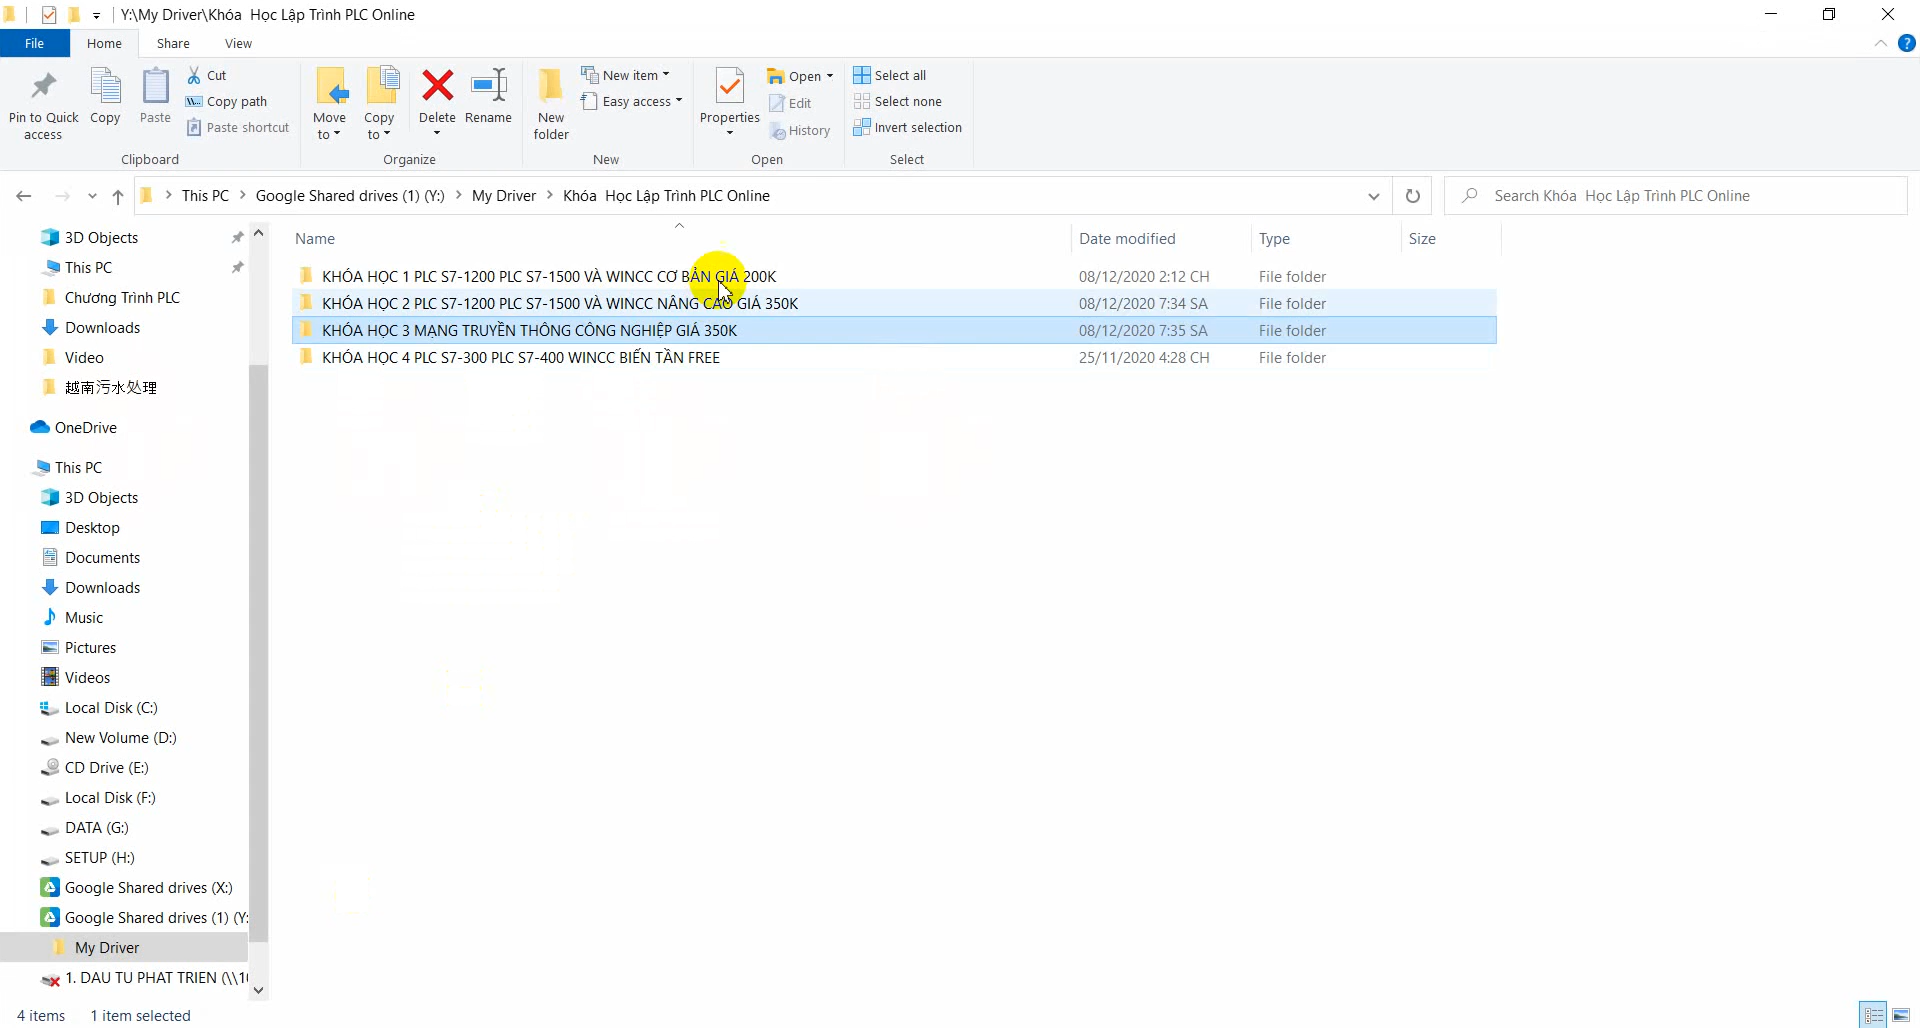 Y:\My Driver\Khóa  Học Lập Trình PLC Online
File
Home
Share
View
Pin to Quick access
Copy
Paste
Cut
Copy path
Paste shortcut
Move to
Copy to
Delete
Rename
New folder
New item
Easy access
Properties
Open
Edit
History
Select all
Select none
Invert selection
Clipboard
Organize
New
Open
Select
This PC > Google Shared drives (1) (Y:) > My Driver > Khóa  Học Lập Trình PLC Online
Search Khóa  Học Lập Trình PLC Online
Name
Date modified
Type
Size
KHÓA HỌC 1 PLC S7-1200 PLC S7-1500 VÀ WINCC CƠ BẢN GIÁ 200K 08/12/2020 2:12 CH File folder
KHÓA HỌC 2 PLC S7-1200 PLC S7-1500 VÀ WINCC NÂNG CAO GIÁ 350K 08/12/2020 7:34 SA File folder
KHÓA HỌC 3 MẠNG TRUYỀN THÔNG CÔNG NGHIỆP GIÁ 350K 08/12/2020 7:35 SA File folder
KHÓA HỌC 4 PLC S7-300 PLC S7-400 WINCC BIẾN TẦN FREE 25/11/2020 4:28 CH File folder
3D Objects
This PC
Chương Trình PLC
Downloads
Video
越南污水处理
OneDrive
This PC
3D Objects
Desktop
Documents
Downloads
Music
Pictures
Videos
Local Disk (C:)
New Volume (D:)
CD Drive (E:)
Local Disk (F:)
DATA (G:)
SETUP (H:)
Google Shared drives (X:)
Google Shared drives (1) (Y:
My Driver
1. DAU TU PHAT TRIEN (\\1
4 items
1 item selected